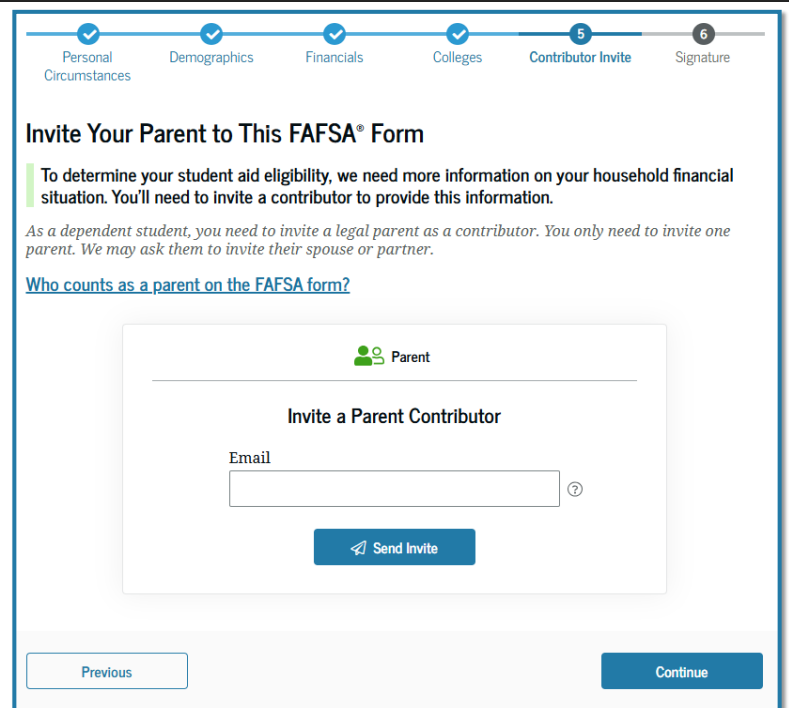 5
6
Personal Circumstances
Demographics
Financials
Colleges
Contributor Invite
Signature
Invite Your Parent to This FAFSA® Form
To determine your student aid eligibility, we need more information on your household financial
situation. You'll need to invite a contributor to provide this information.
As a dependent student, you need to invite a legal parent as a contributor. You only need to invite one
parent. We may ask them to invite their spouse or partner.
Who counts as a parent on the FAFSA form?
Parent
Invite a Parent Contributor
Email
?
Send Invite
Previous
Continue